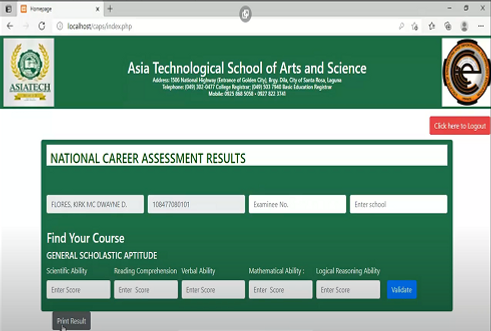 Homepage
localhost/caps/index.php
ASIATECH
Asia Technological School of Arts and Science
Address: 1506 National Highway (Entrance of Golden City), Brgy. Dila, City of Santa Rosa, Laguna
Telephone: (049) 302-0477 College Registrar; (049) 503 7940 Basic Education Registrar
Mobile: 0925 868 5058 • 0927 822 3741
Click here to Logout
NATIONAL CAREER ASSESSMENT RESULTS
FLORES, KIRK MC DWAYNE D. 108477080101 Examinee No. Enter school
Find Your Course
GENERAL SCHOLASTIC APTITUDE
Scientific Ability Reading Comprehension Verbal Ability Mathematical Ability : Logical Reasoning Ability
Enter Score Enter Score Enter Score Enter Score Enter Score Validate
Print Result